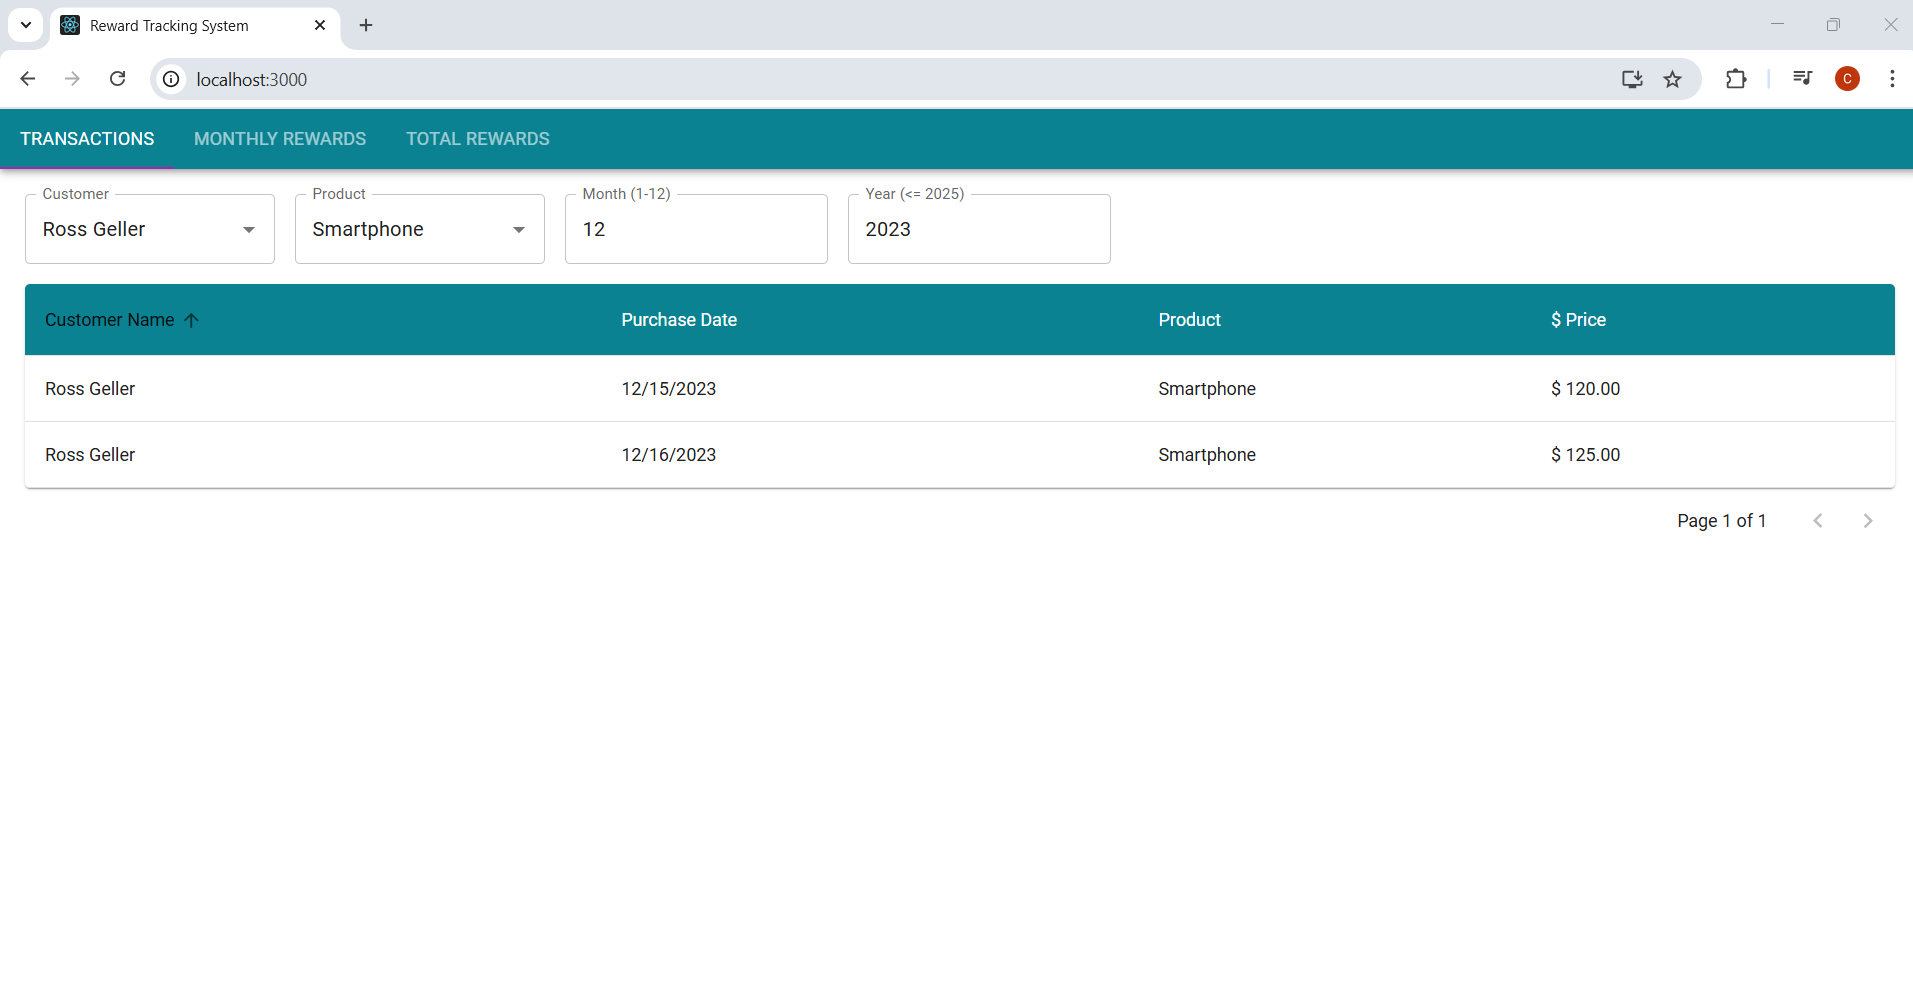 Reward Tracking System
localhost:3000
C
TRANSACTIONS MONTHLY REWARDS TOTAL REWARDS
Customer Product Month (1-12) Year (<= 2025)
Ross Geller Smartphone 12 2023
Customer Name Purchase Date Product $ Price
Ross Geller 12/15/2023 Smartphone $ 120.00
Ross Geller 12/16/2023 Smartphone $ 125.00
Page 1 of 1